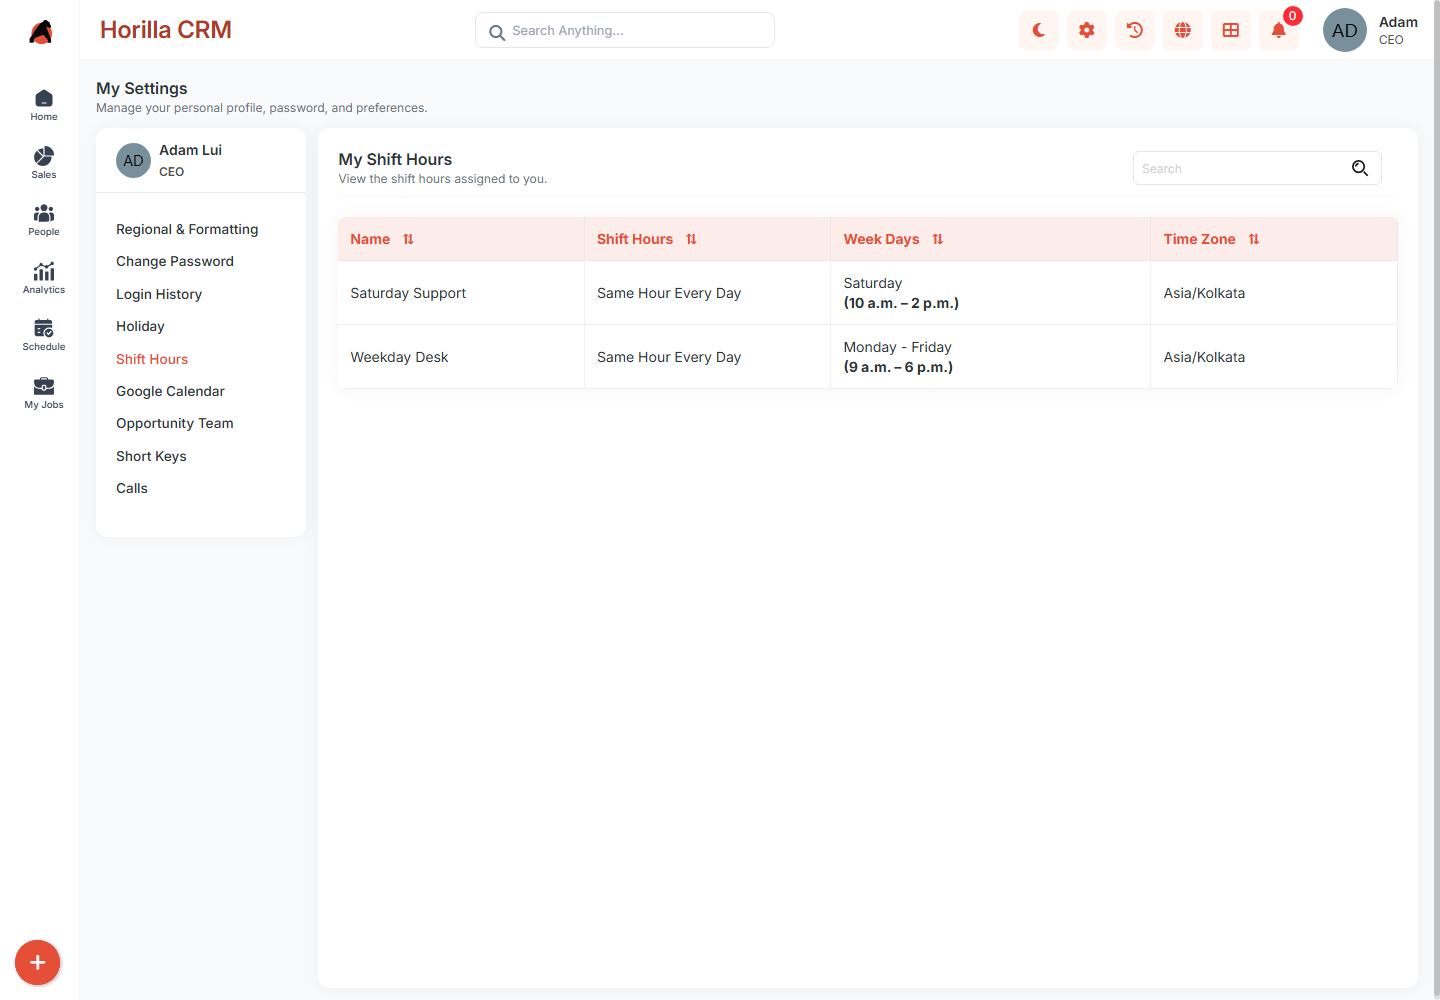 Horilla CRM
Search Anything...
0
AD
Adam
CEO
Home
Sales
People
Analytics
Schedule
My Jobs
My Settings
Manage your personal profile, password, and preferences.
AD
Adam Lui
CEO
Regional & Formatting
Change Password
Login History
Holiday
Shift Hours
Google Calendar
Opportunity Team
Short Keys
Calls
My Shift Hours
View the shift hours assigned to you.
Search
Name Shift Hours Week Days Time Zone
Saturday Support Same Hour Every Day Saturday Asia/Kolkata
(10 a.m. – 2 p.m.)
Weekday Desk Same Hour Every Day Monday - Friday Asia/Kolkata
(9 a.m. – 6 p.m.)